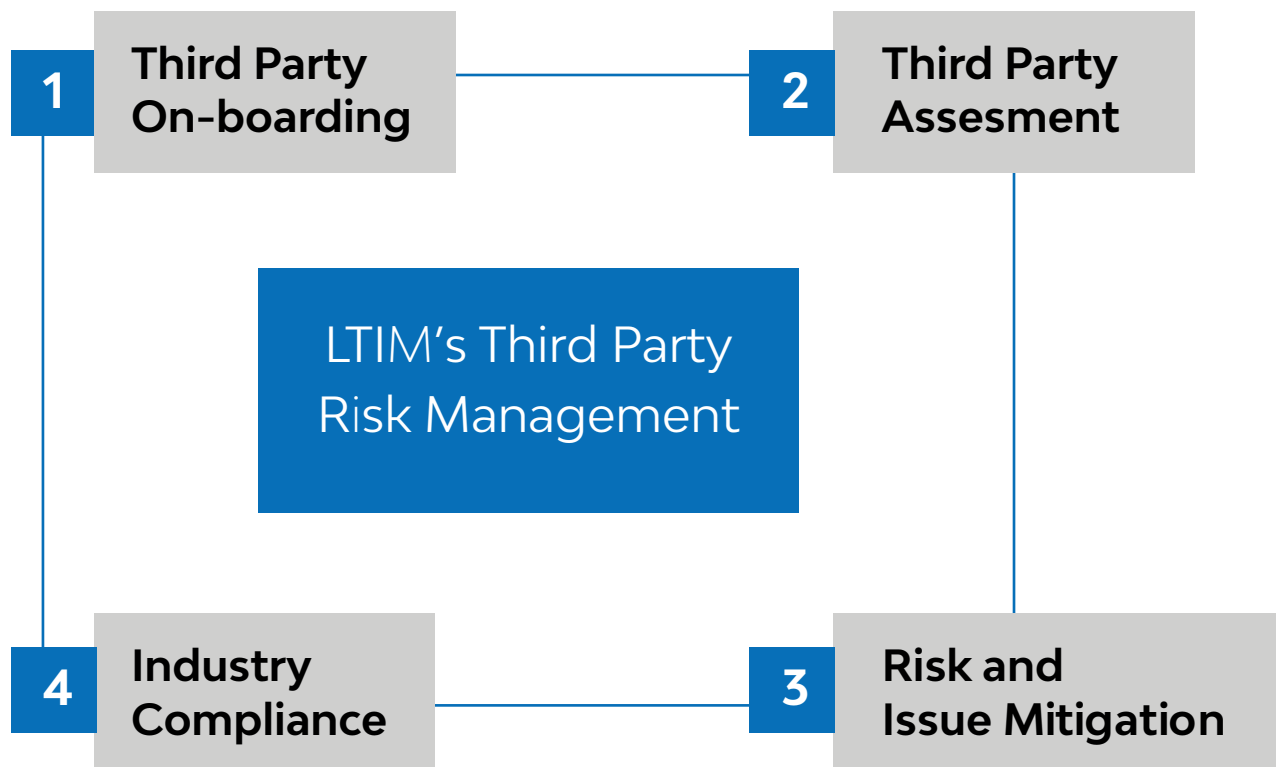 1
Third Party
On-boarding
2
Third Party
Assesment
LTIM's Third Party
Risk Management
4
Industry
Compliance
3
Risk and
Issue Mitigation